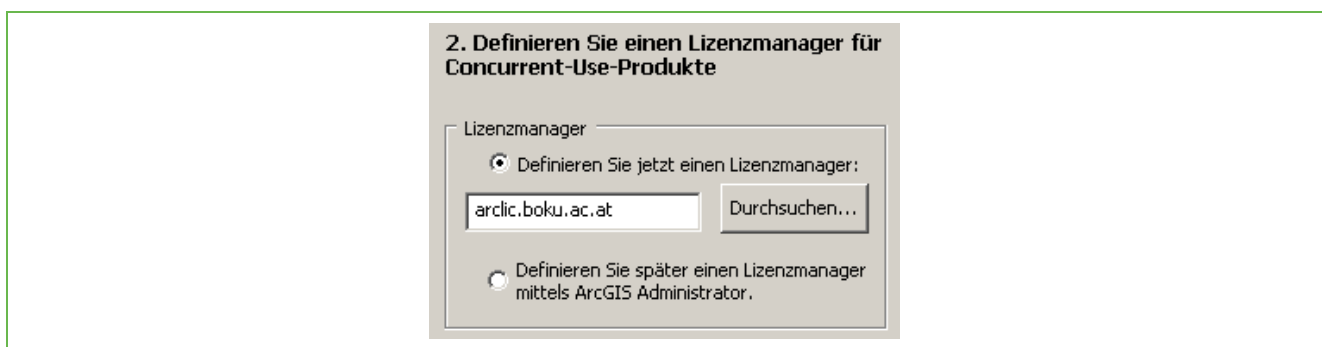 2. Definieren Sie einen Lizenzmanager für
Concurrent-Use-Produkte
Lizenzmanager
Definieren Sie jetzt einen Lizenzmanager:
arclic.boku.ac.at
Durchsuchen...
Definieren Sie später einen Lizenzmanager
mittels ArcGIS Administrator.